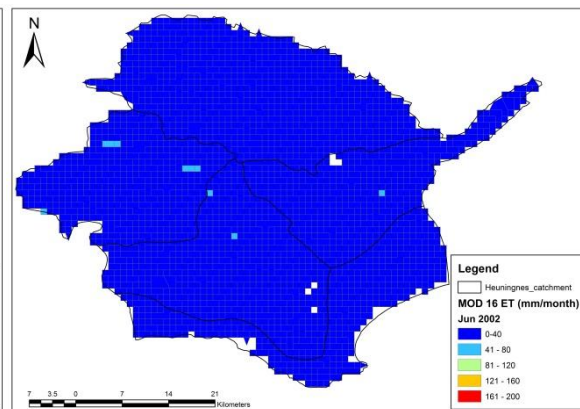 N
Legend
Heuningnes_catchment
MOD 16 ET (mm/month)
Jun 2002
0-40
41 - 80
81 - 120
121 - 160
161 - 200
7 3.5 0 7 14 21
Kilometers